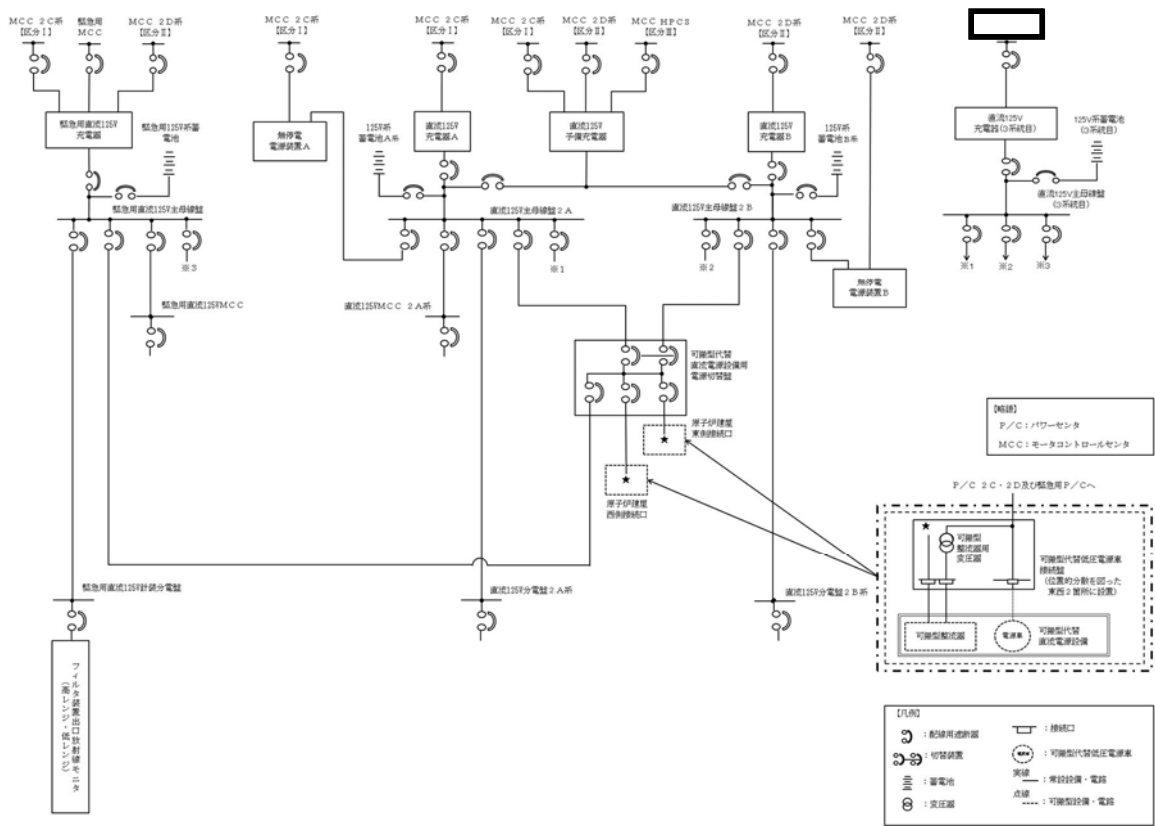 MCC 2C系
【区分Ⅰ】
緊急用
MCC
MCC 2D系
【区分Ⅱ】
MCC 2C系
【区分Ⅰ】
MCC 2C系
【区分Ⅰ】
MCC 2C系
【区分Ⅰ】
MCC 2D系
【区分Ⅱ】
MCC HPCS
【区分Ⅲ】
MCC 2D系
【区分Ⅱ】
MCC 2D系
【区分Ⅱ】
緊急用直流125V
充電器
緊急用125V系蓄
電池
無停電
電源装置A
125V系
蓄電池A系
直流125V
充電器A
直流125V
予備充電器
直流125V
充電器B
125V系
蓄電池B系
直流125V
充電器(3系統目)
125V系蓄電池
(3系統目)
緊急用直流125V主母線盤
直流125V主母線盤2A
直流125V主母線盤2B
直流125V主母線盤
(3系統目)
※3
※1
※2
※1
※2
※3
無停電
電源装置B
緊急用直流125VMCC
直流125VMCC 2A系
可搬型代替
直流電源設備用
電源切替盤
原子炉建屋
東側接続口
★
★
原子炉建屋
西側接続口
【略語】
P/C:パワーセンタ
MCC:モータコントロールセンタ
P/C 2C・2D及び緊急用P/Cへ
★
可搬型
整流器用
変圧器
可搬型代替低圧電源車
接続盤
(位置的分散を図った
東西2箇所に設置)
可搬型整流器
電源車
可搬型代替
直流電源設備
緊急用直流125V計装分電盤
直流125V分電盤2A系
直流125V分電盤2B系
フィルタ装置出口放射線モニタ
(高レンジ・低レンジ)
【凡例】
:配線用遮断器
:切替装置
:蓄電池
:変圧器
:接続口
電源車
:可搬型代替低圧電源車
実線
:常設設備・電路
点線
:可搬型設備・電路